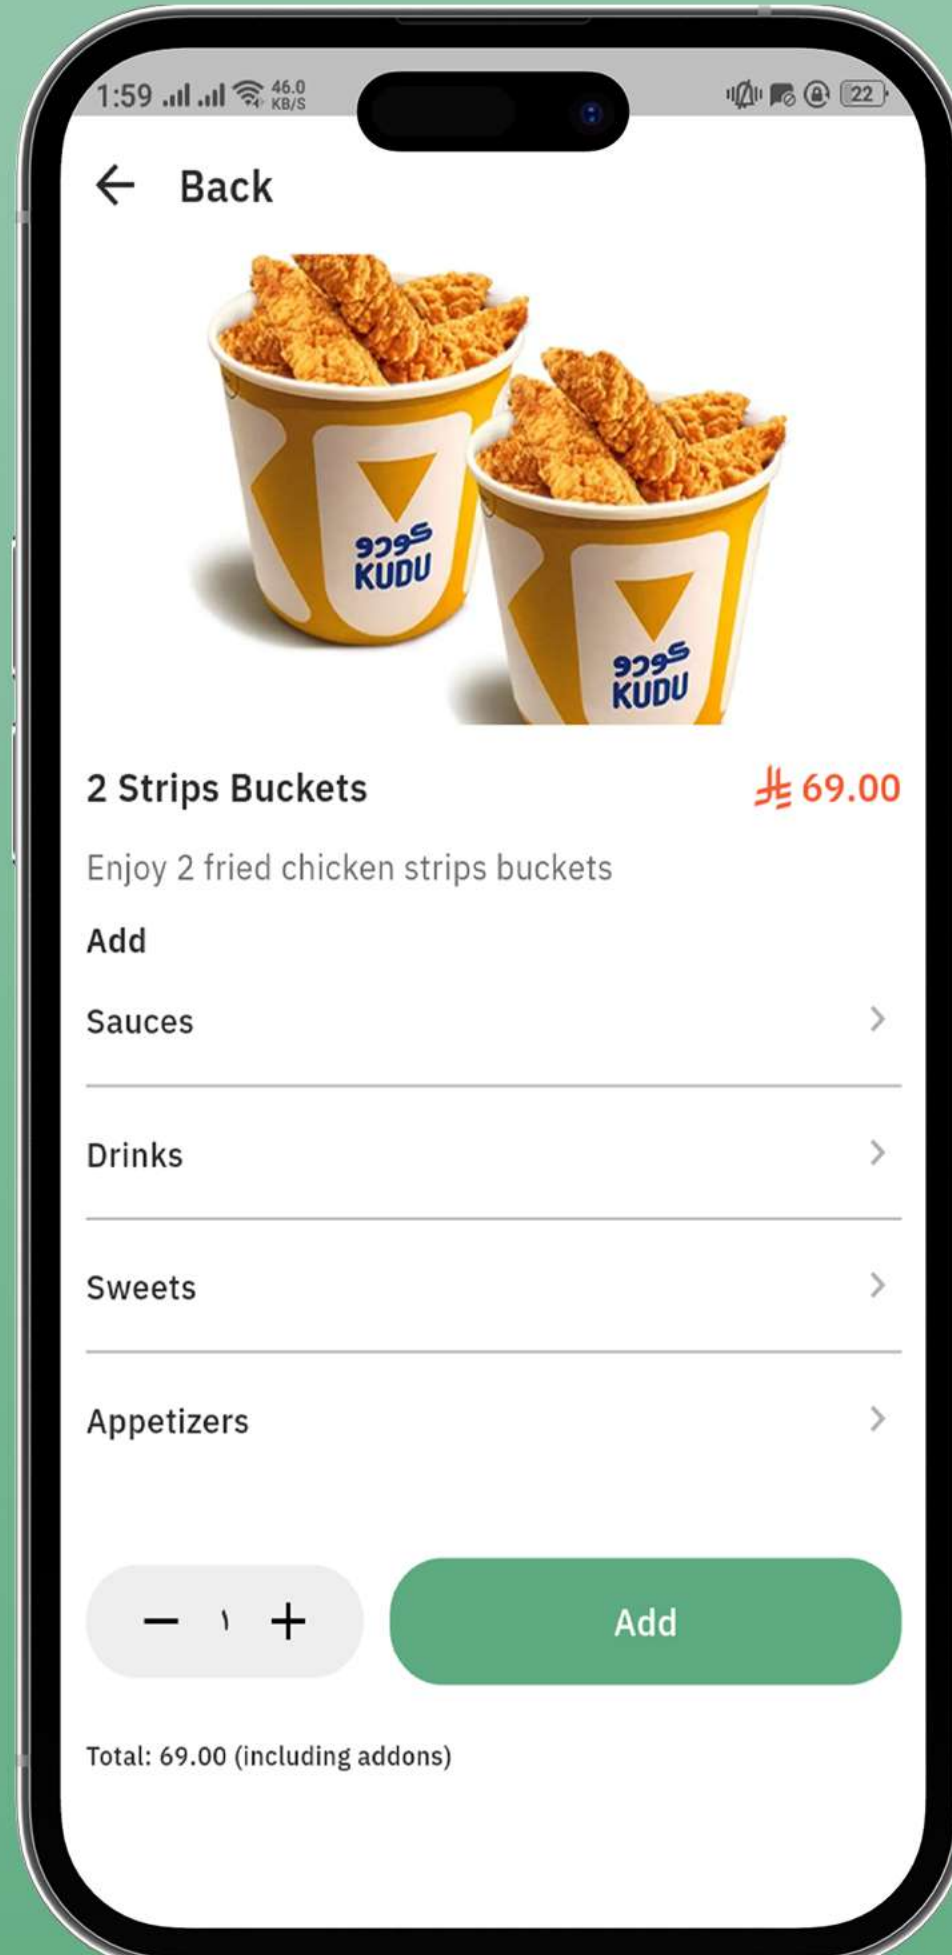 1:59 46.0 KB/S 22
Back
كودو
KUDU
كودو
KUDU
2 Strips Buckets 69.00
Enjoy 2 fried chicken strips buckets
Add
Sauces
Drinks
Sweets
Appetizers
١ Add
Total: 69.00 (including addons)